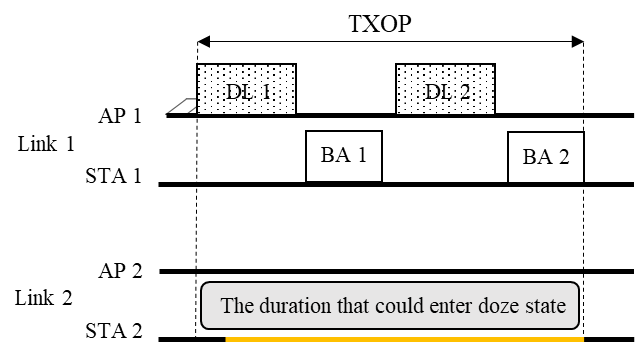 TXOP
DL 1
DL 2
AP 1
Link 1
BA 1
BA 2
STA 1
AP 2
Link 2
The duration that could enter doze state
STA 2